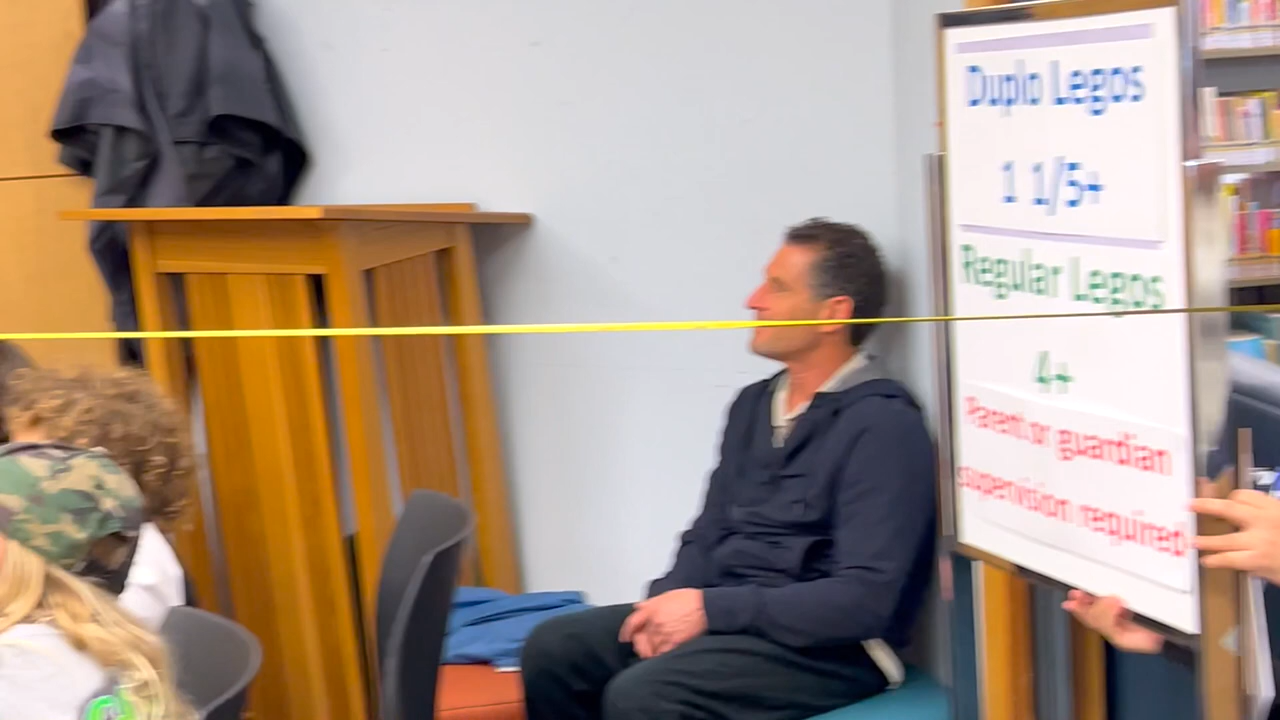 Duplo Legos
1 1/5+
Regular Legos
4+
Parent or guardian
supervision required